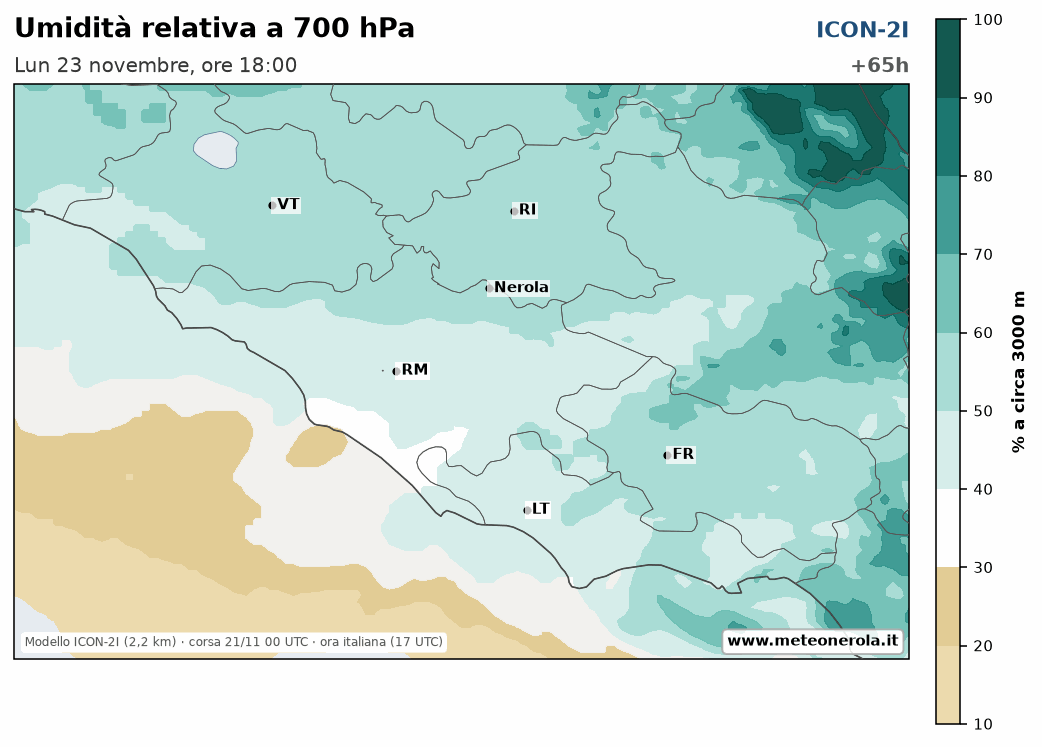 Umidità relativa a 700 hPa
ICON-2I
Lun 23 novembre, ore 18:00
+65h
VT
RI
Nerola
RM
FR
LT
Modello ICON-2I (2,2 km) · corsa 21/11 00 UTC · ora italiana (17 UTC)
www.meteonerola.it
100
90
80
70
60
50
40
30
20
10
% a circa 3000 m